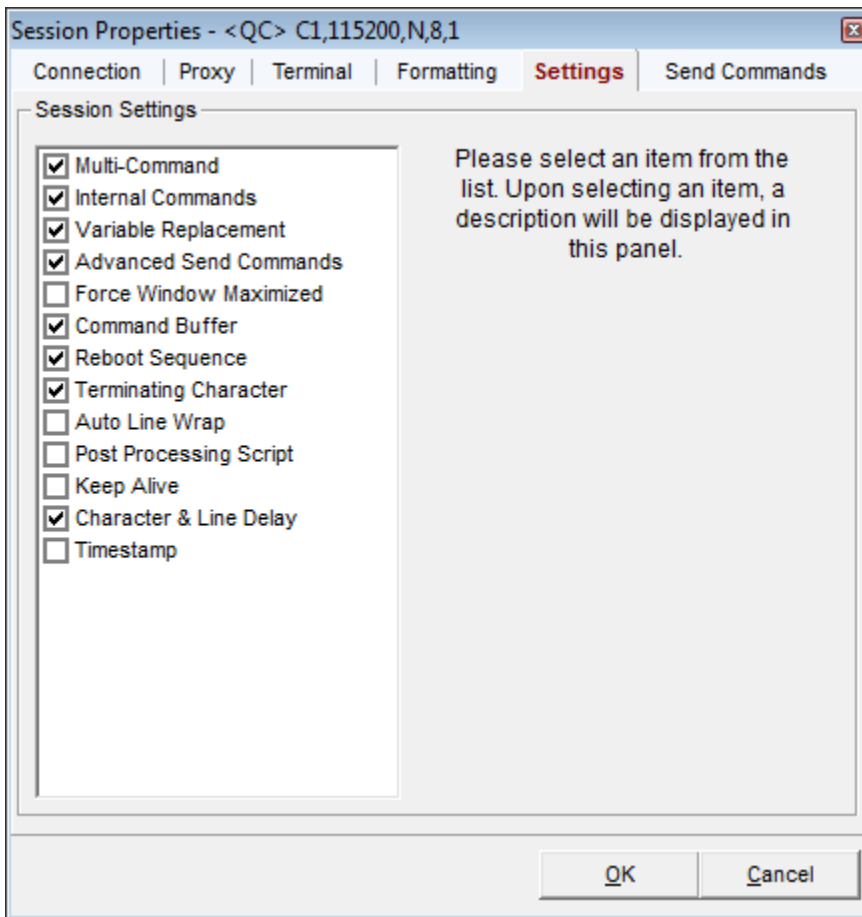 Session Properties - <QC> C1,115200,N,8,1
Connection | Proxy | Terminal | Formatting Settings Send Commands
Session Settings
Multi-Command
Internal Commands
Variable Replacement
Advanced Send Commands
Force Window Maximized
Command Buffer
Reboot Sequence
Terminating Character
Auto Line Wrap
Post Processing Script
Keep Alive
Character & Line Delay
Timestamp
Please select an item from the
list. Upon selecting an item, a
description will be displayed in
this panel.
OK Cancel